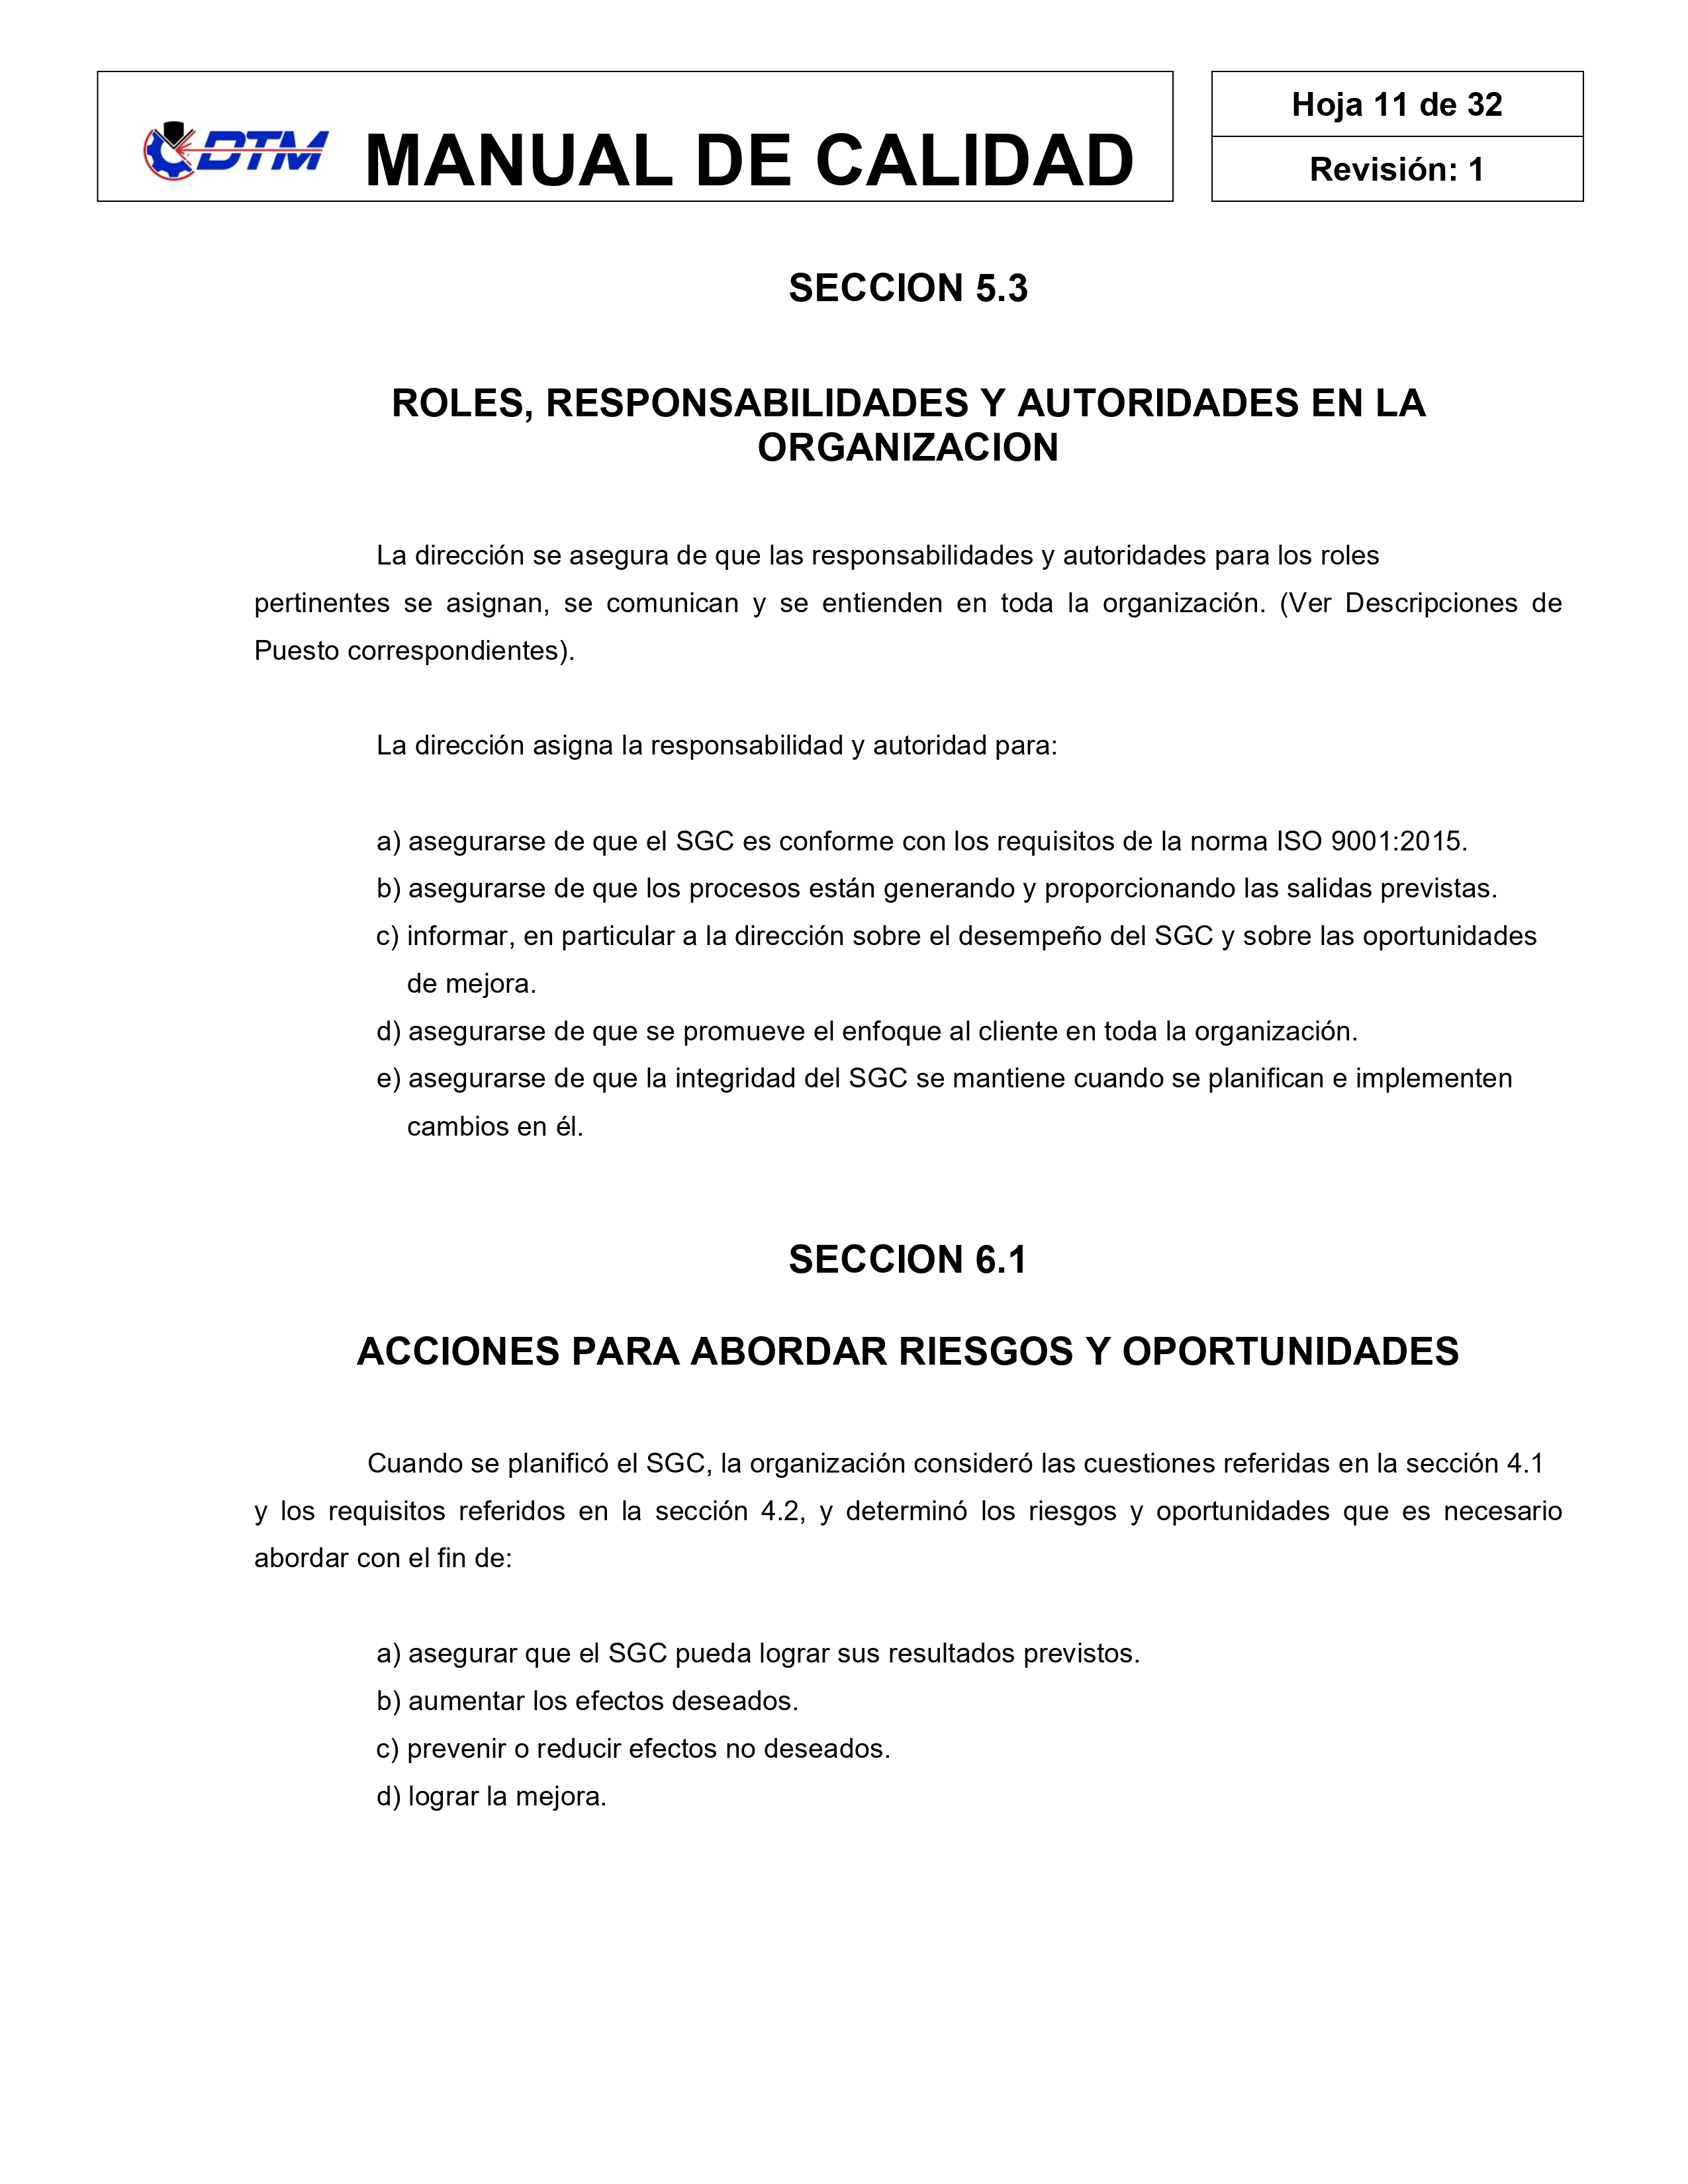 DTM MANUAL DE CALIDAD
Hoja 11 de 32
Revisión: 1
SECCION 5.3
ROLES, RESPONSABILIDADES Y AUTORIDADES EN LA
ORGANIZACION
La dirección se asegura de que las responsabilidades y autoridades para los roles
pertinentes se asignan, se comunican y se entienden en toda la organización. (Ver Descripciones de
Puesto correspondientes).
La dirección asigna la responsabilidad y autoridad para:
a) asegurarse de que el SGC es conforme con los requisitos de la norma ISO 9001:2015.
b) asegurarse de que los procesos están generando y proporcionando las salidas previstas.
c) informar, en particular a la dirección sobre el desempeño del SGC y sobre las oportunidades
de mejora.
d) asegurarse de que se promueve el enfoque al cliente en toda la organización.
e) asegurarse de que la integridad del SGC se mantiene cuando se planifican e implementen
cambios en él.
SECCION 6.1
ACCIONES PARA ABORDAR RIESGOS Y OPORTUNIDADES
Cuando se planificó el SGC, la organización consideró las cuestiones referidas en la sección 4.1
y los requisitos referidos en la sección 4.2, y determinó los riesgos y oportunidades que es necesario
abordar con el fin de:
a) asegurar que el SGC pueda lograr sus resultados previstos.
b) aumentar los efectos deseados.
c) prevenir o reducir efectos no deseados.
d) lograr la mejora.